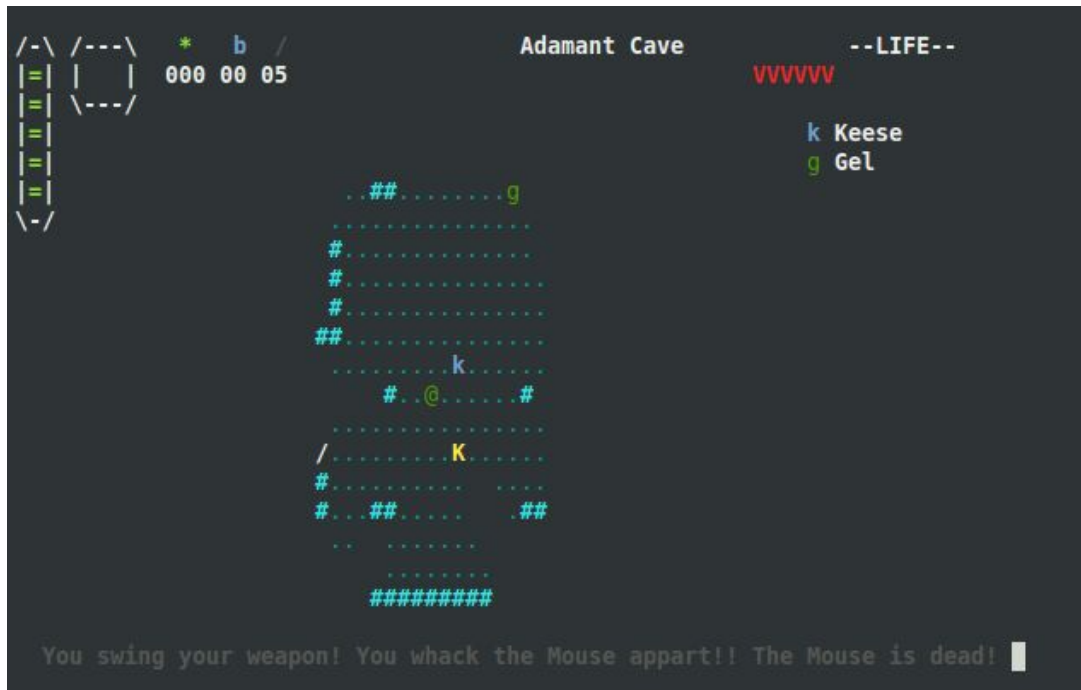 /-\ /---\ * b / Adamant Cave --LIFE--
|=| | | 000 00 05 VVVVVV
|=| \---/
|=| k Keese
|=| g Gel
|=| ..##........g
\-/ ...............
#..............
#...............
#...............
##...............
.........k......
#..@......#
................
/.........K......
#.......... ....
#...##..... .##
.. .......
........
#########
You swing your weapon! You whack the Mouse appart!! The Mouse is dead!